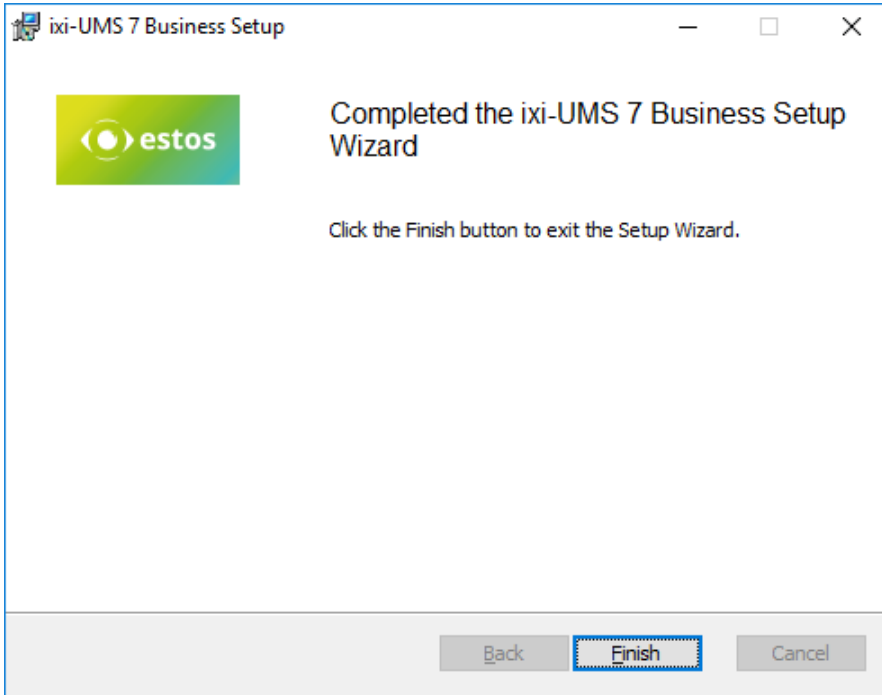 ixi-UMS 7 Business Setup
estos
Completed the ixi-UMS 7 Business Setup
Wizard
Click the Finish button to exit the Setup Wizard.
Back
Finish
Cancel